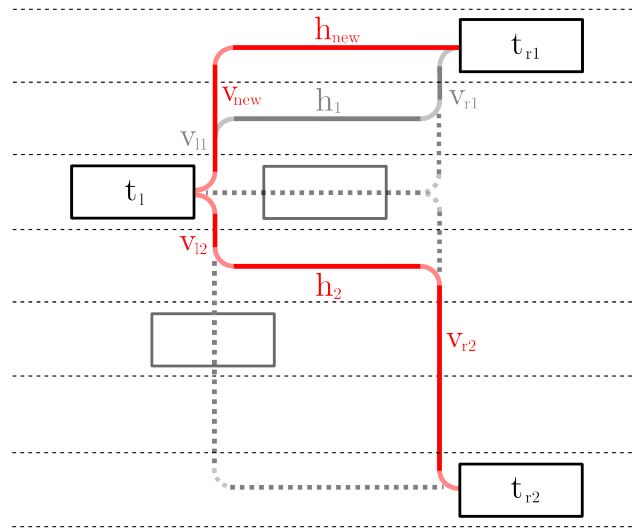 h_new
t_r1
v_new
h_1
v_r1
v_l1
t_l
v_l2
h_2
v_r2
t_r2